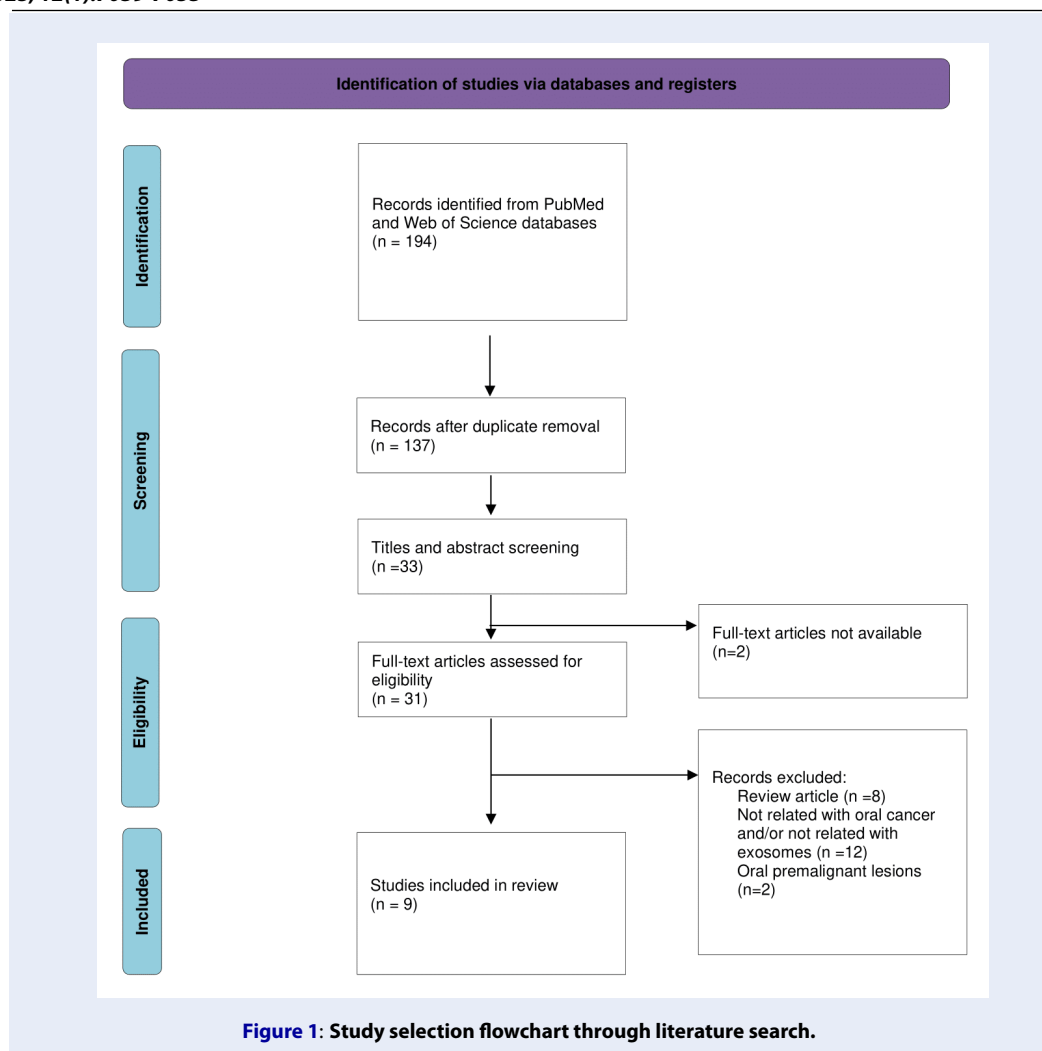 Identification of studies via databases and registers
Identification
Records identified from PubMed
and Web of Science databases
(n = 194)
Screening
Records after duplicate removal
(n = 137)
Titles and abstract screening
(n =33)
Full-text articles not available
(n=2)
Eligibility
Full-text articles assessed for
eligibility
(n = 31)
Records excluded:
Review article (n =8)
Not related with oral cancer
and/or not related with
exosomes (n =12)
Oral premalignant lesions
(n=2)
Included
Studies included in review
(n = 9)
Figure 1: Study selection flowchart through literature search.